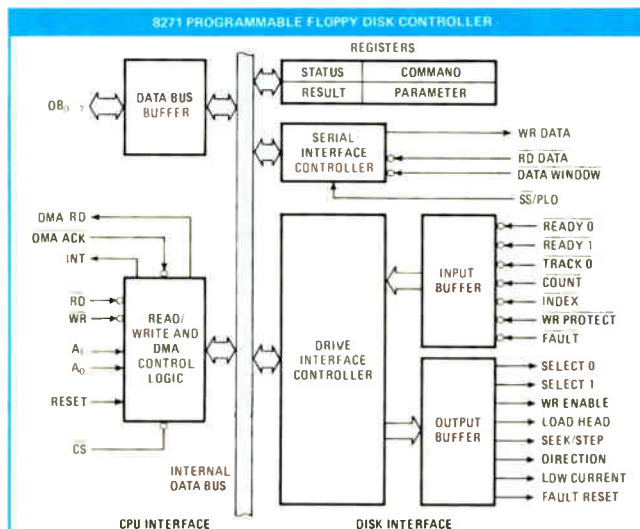 8271 PROGRAMMABLE FLOPPY DISK CONTROLLER
REGISTERS
STATUS COMMAND
RESULT PARAMETER
DATA BUS
BUFFER
SERIAL
INTERFACE
CONTROLLER
WR DATA
RD DATA
DATA WINDOW
SS/PLO
DMA RD
DMA ACK
INT
RD
WR
A1
A0
RESET
CS
READ/
WRITE AND
DMA
CONTROL
LOGIC
INTERNAL
DATA BUS
DRIVE
INTERFACE
CONTROLLER
INPUT
BUFFER
READY 0
READY 1
TRACK 0
COUNT
INDEX
WR PROTECT
FAULT
OUTPUT
BUFFER
SELECT 0
SELECT 1
WR ENABLE
LOAD HEAD
SEEK/STEP
DIRECTION
LOW CURRENT
FAULT RESET
CPU INTERFACE
DISK INTERFACE